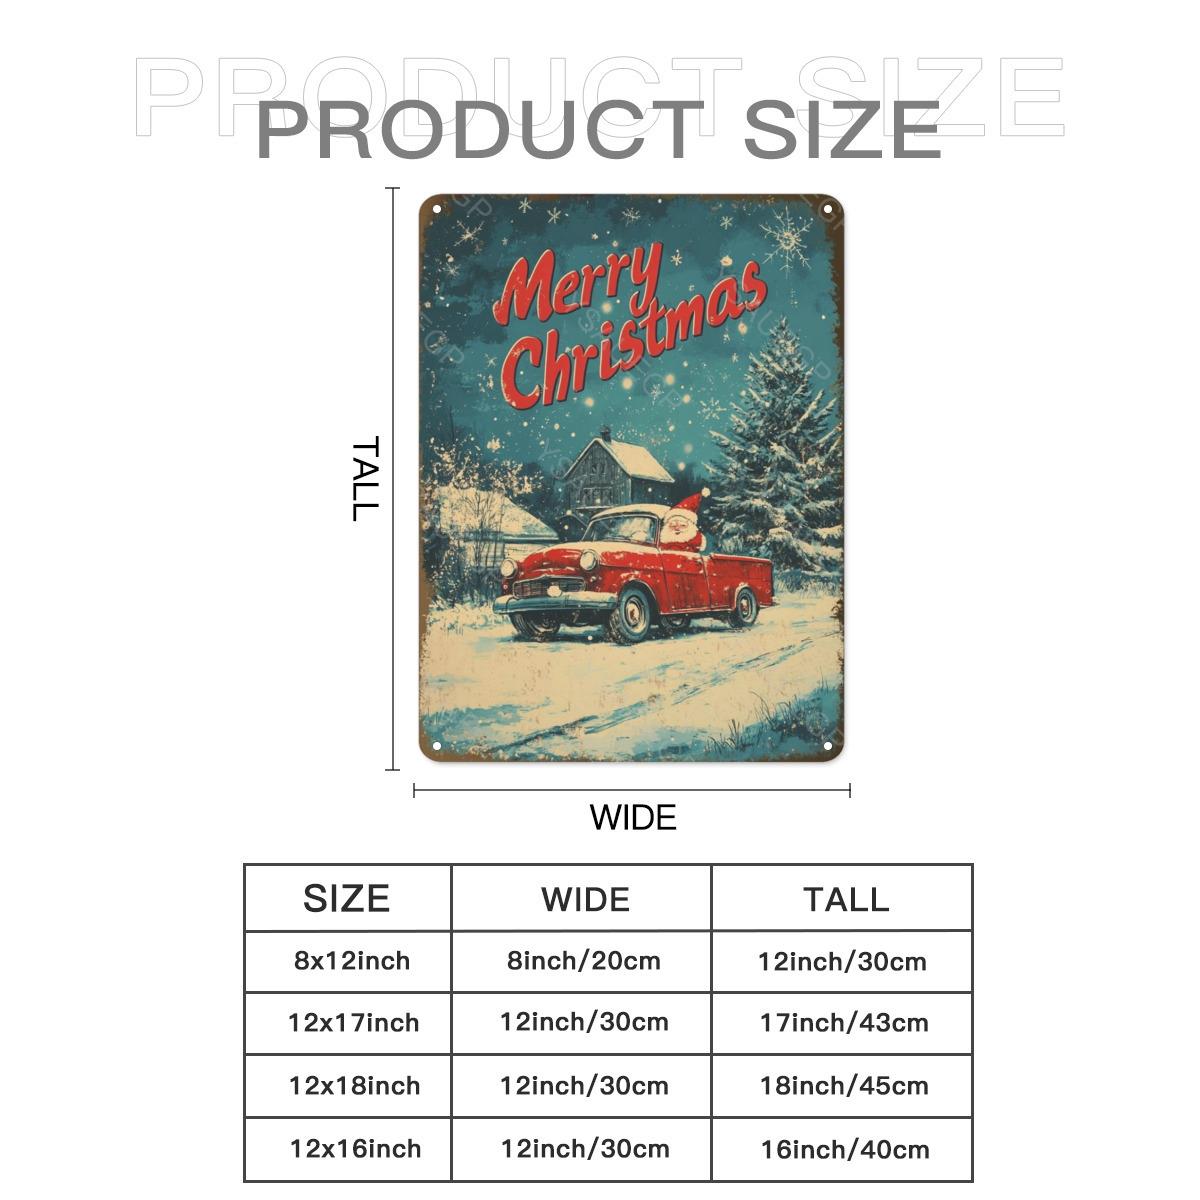 PRODUCT SIZE
PRODUCT SIZE
Merry
Christmas
TALL
WIDE
SIZE WIDE TALL
8x12inch 8inch/20cm 12inch/30cm
12x17inch 12inch/30cm 17inch/43cm
12x18inch 12inch/30cm 18inch/45cm
12x16inch 12inch/30cm 16inch/40cm